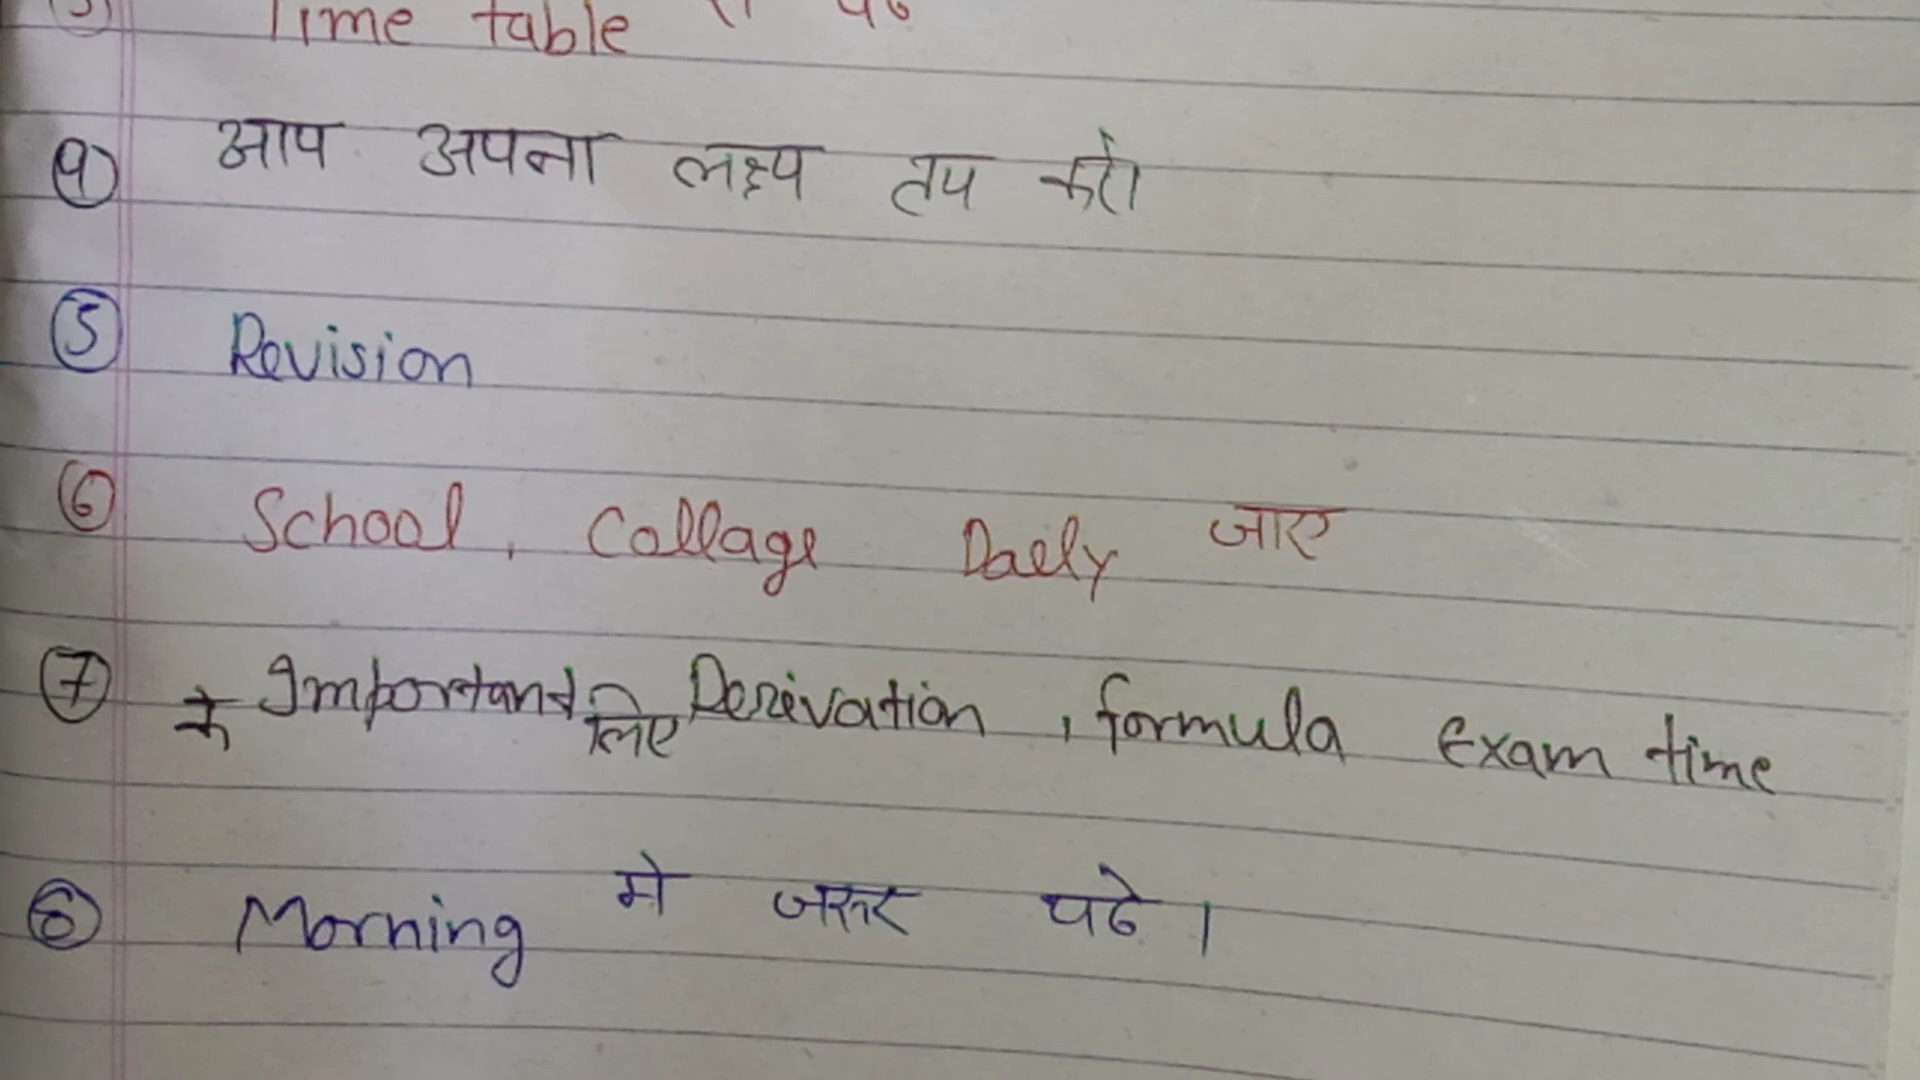 Time table
④ आप अपना लक्ष्य तय करे।
⑤ Revision
⑥ School, Collage Daily जाए
⑦ के Important लिए Derivation, formula exam time
⑧ Morning मे जरूर पढे ।